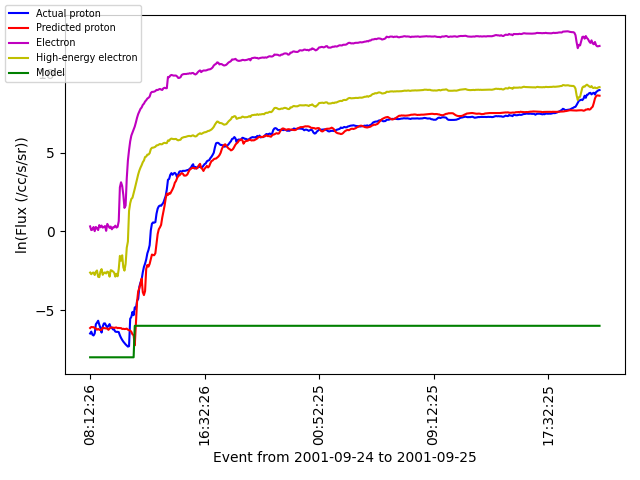 Actual proton
Predicted proton
Electron
High-energy electron
Model
5
0
−5
ln(Flux (/cc/s/sr))
08:12:26
16:32:26
00:52:25
09:12:25
17:32:25
Event from 2001-09-24 to 2001-09-25